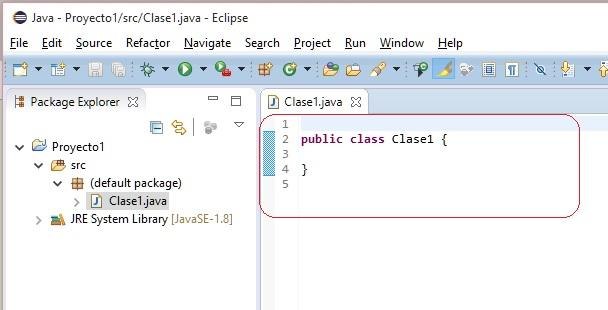 Java - Proyecto1/src/Clase1.java - Eclipse
File Edit Source Refactor Navigate Search Project Run Window Help
Package Explorer
Proyecto1
src
(default package)
Clase1.java
JRE System Library [JavaSE-1.8]
Clase1.java
1
2 public class Clase1 {
3
4 }
5